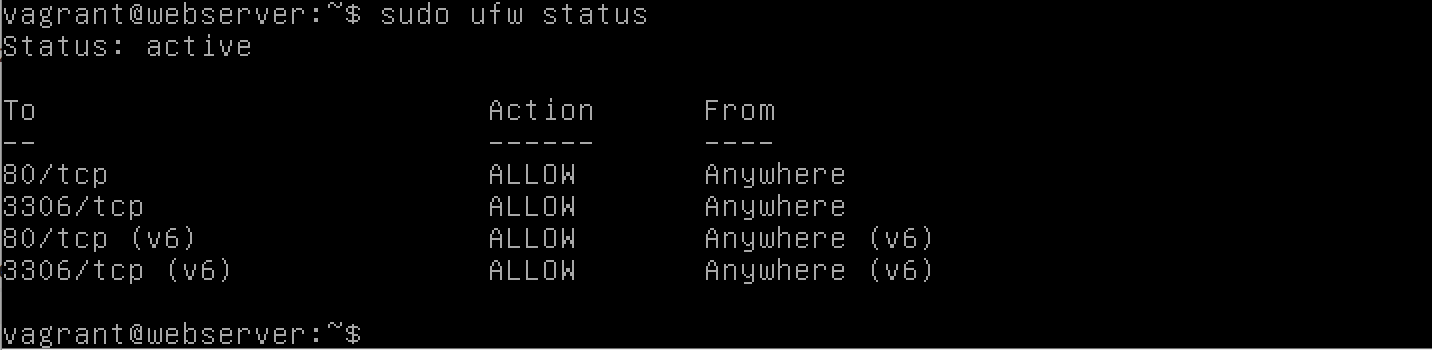 vagrant@webserver:~$ sudo ufw status
Status: active
To                         Action      From
--                         ------      ----
80/tcp                     ALLOW       Anywhere
3306/tcp                   ALLOW       Anywhere
80/tcp (v6)                ALLOW       Anywhere (v6)
3306/tcp (v6)              ALLOW       Anywhere (v6)
vagrant@webserver:~$